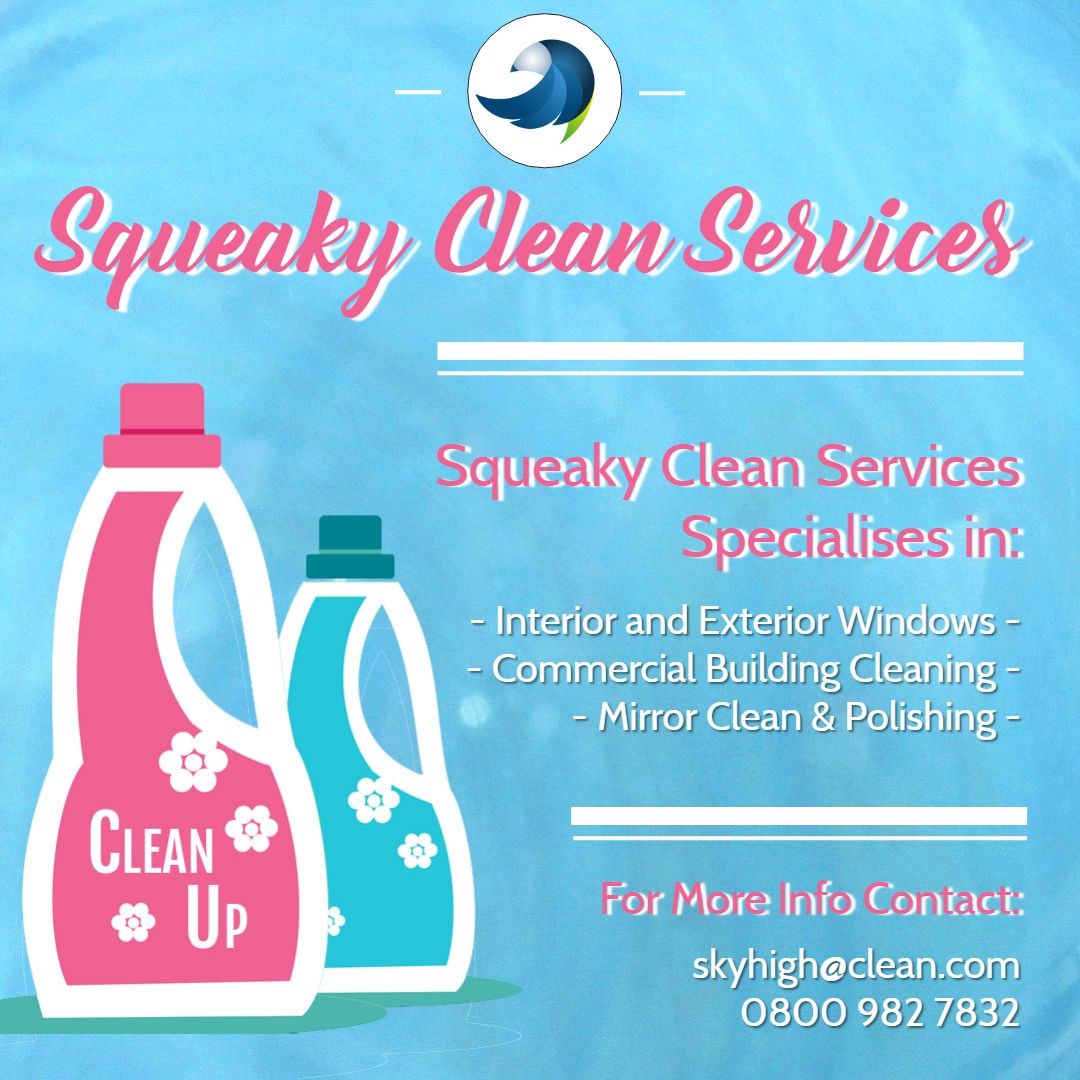 Squeaky Clean Services
Squeaky Clean Services
Specialises in:
- Interior and Exterior Windows -
- Commercial Building Cleaning -
- Mirror Clean & Polishing -
CLEAN
UP
For More Info Contact:
skyhigh@clean.com
0800 982 7832